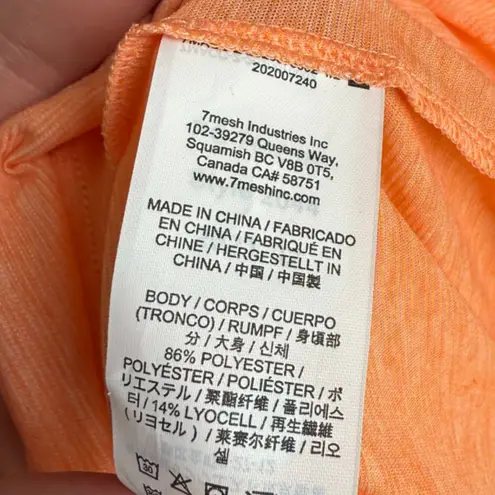 202007240
7mesh Industries Inc
102-39279 Queens Way,
Squamish BC V8B 0T5,
Canada CA# 58751
www.7meshinc.com
MADE IN CHINA / FABRICADO
EN CHINA / FABRIQUÉ EN
CHINE / HERGESTELLT IN
CHINA / 中国 / 中國製
BODY / CORPS / CUERPO
(TRONCO) / RUMPF / 身頃部
分 / 大身 / 신체
86% POLYESTER /
POLYÉSTER / POLIÉSTER / ポ
リエステル / 聚酯纤维 / 폴리에스
터 / 14% LYOCELL / 再生繊維
(リヨセル) / 莱赛尔纤维 / 리오
셀
30